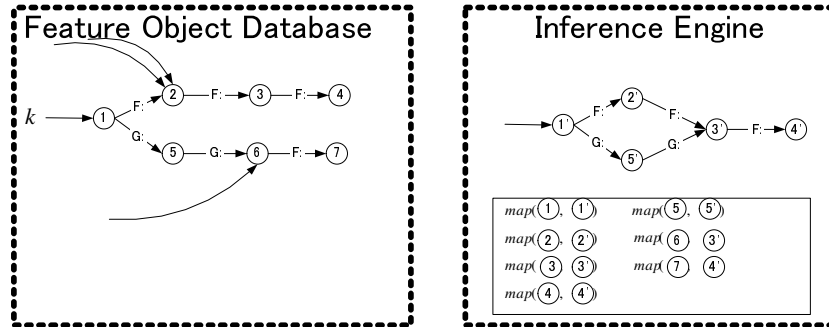 Feature Object Database
Inference Engine
k
1
F:
2
F:
3
F:
4
G:
5
G:
6
F:
7
1'
F:
2'
F:
G:
5'
G:
3'
F:
4'
map(1, 1')
map(5, 5')
map(2, 2')
map(6 3'
map(3 3')
map(7, 4'
map(4, 4')